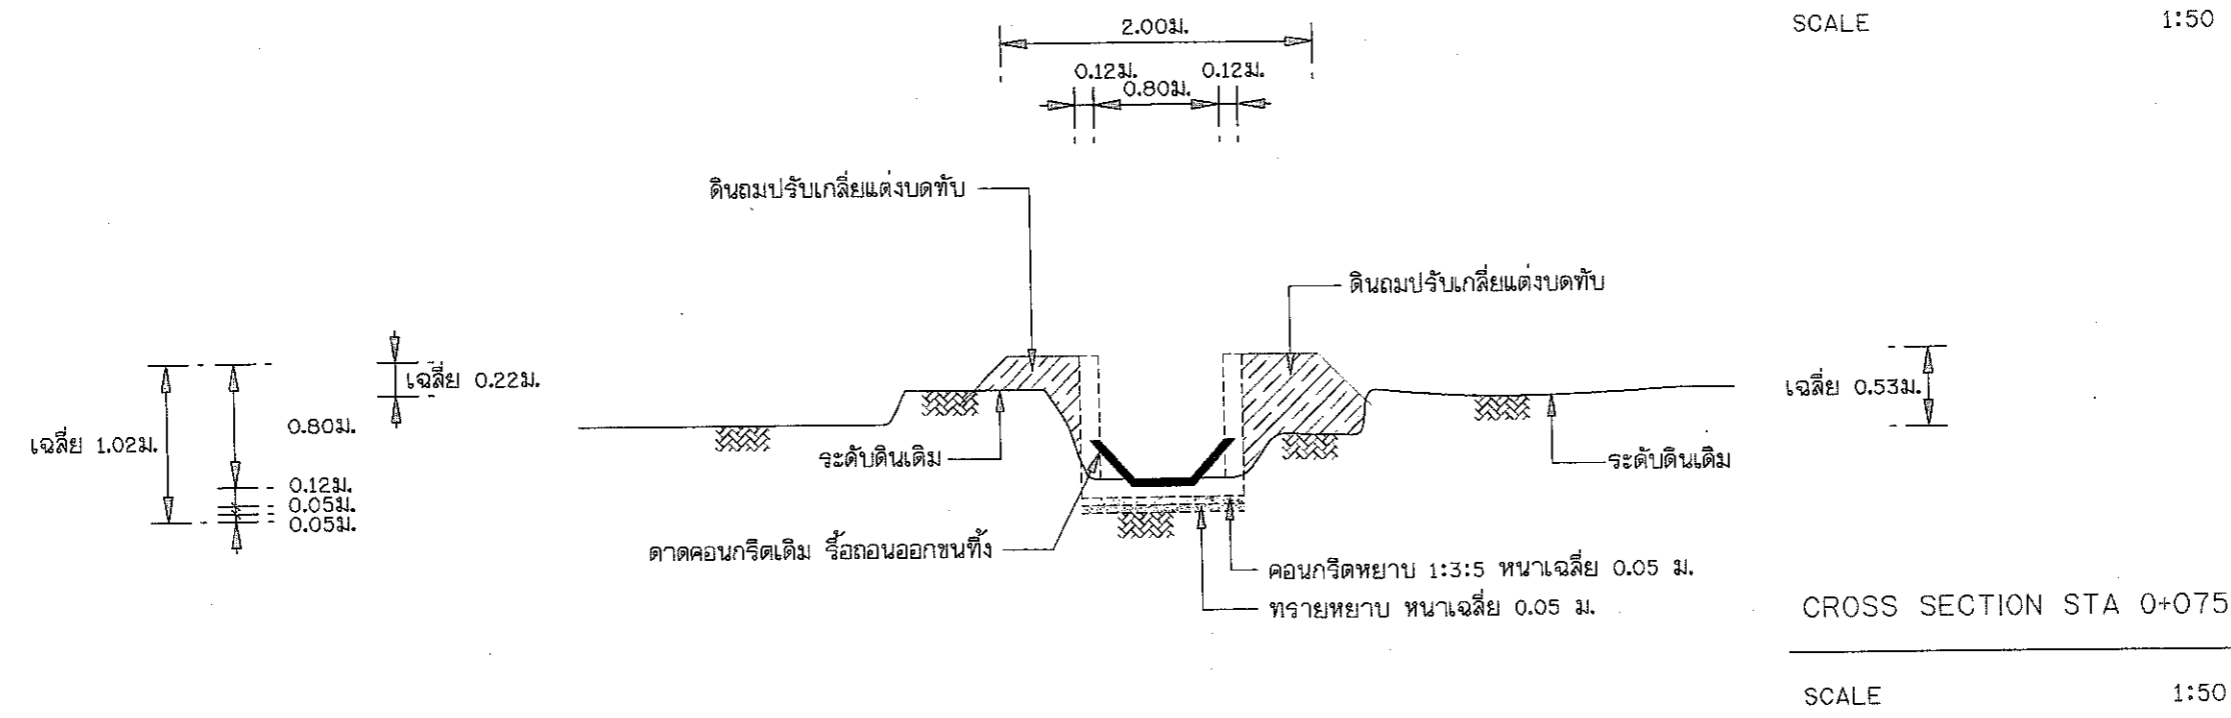 SCALE 1:50
2.00ม.
0.12ม. 0.12ม.
0.80ม.
ดินถมปรับเกลี่ยแต่งบดทับ
ดินถมปรับเกลี่ยแต่งบดทับ
เฉลี่ย 0.22ม.
เฉลี่ย 0.53ม.
0.80ม.
เฉลี่ย 1.02ม.
ระดับดินเดิม
ระดับดินเดิม
0.12ม.
0.05ม.
0.05ม.
ดาดคอนกรีตเดิม รื้อถอนออกขนทิ้ง
คอนกรีตหยาบ 1:3:5 หนาเฉลี่ย 0.05 ม.
ทรายหยาบ หนาเฉลี่ย 0.05 ม.
CROSS SECTION STA 0+075
SCALE 1:50